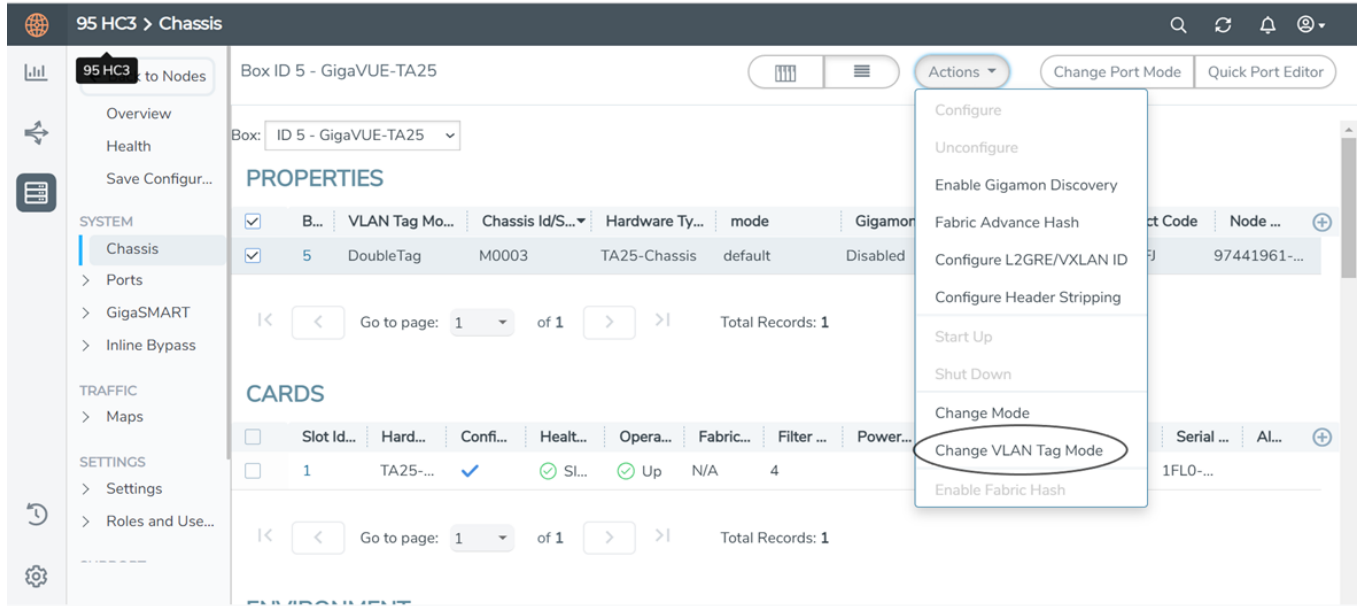 95 HC3 > Chassis
95 HC3
k to Nodes
Overview
Health
Save Configur...
SYSTEM
Chassis
Ports
GigaSMART
Inline Bypass
TRAFFIC
Maps
SETTINGS
Settings
Roles and Use...
Box ID 5 - GigaVUE-TA25
Actions
Change Port Mode
Quick Port Editor
Box: ID 5 - GigaVUE-TA25
PROPERTIES
B... VLAN Tag Mo... Chassis Id/S... Hardware Ty... mode Gigamon ct Code Node ...
5 DoubleTag M0003 TA25-Chassis default Disabled 97441961-...
Go to page: 1 of 1 Total Records: 1
CARDS
Slot Id... Hard... Confi... Healt... Opera... Fabric... Filter ... Power... Serial ... Al...
1 TA25-... Sl... Up N/A 4 1FL0-...
Go to page: 1 of 1 Total Records: 1
ENVIRONMENT
Configure
Unconfigure
Enable Gigamon Discovery
Fabric Advance Hash
Configure L2GRE/VXLAN ID
Configure Header Stripping
Start Up
Shut Down
Change Mode
Change VLAN Tag Mode
Enable Fabric Hash